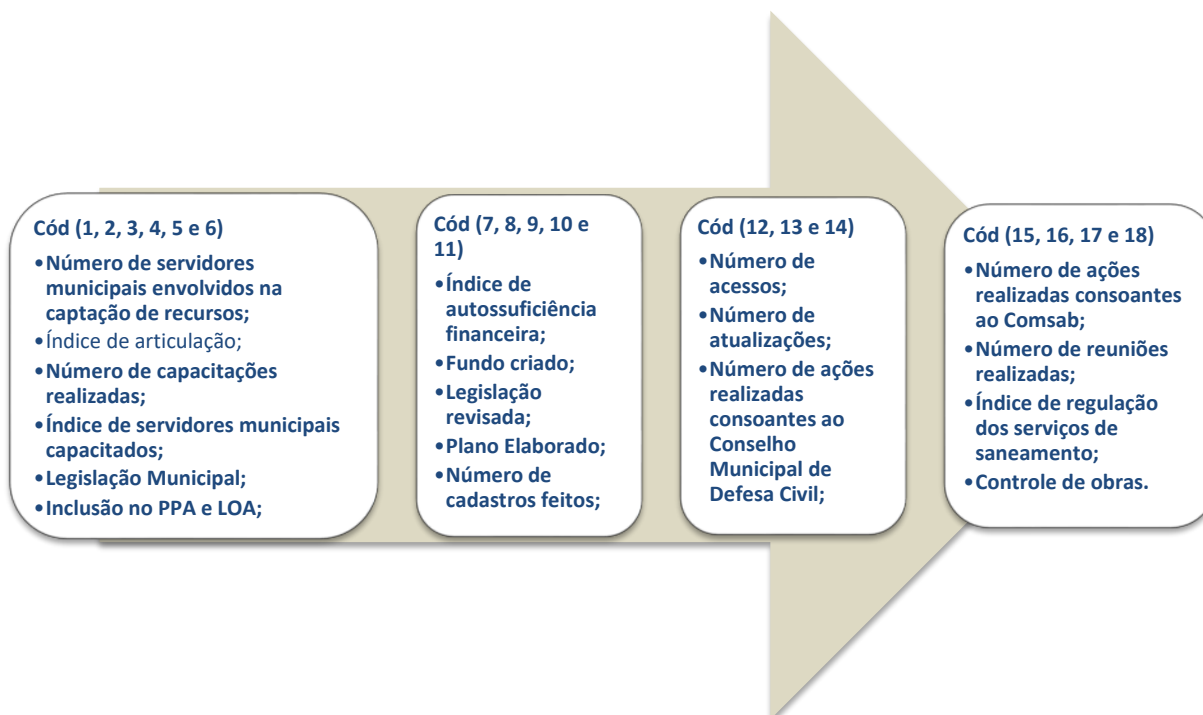 Cód (1, 2, 3, 4, 5 e 6)
•Número de servidores
municipais envolvidos na
captação de recursos;
•Índice de articulação;
•Número de capacitações
realizadas;
•Índice de servidores municipais
capacitados;
•Legislação Municipal;
•Inclusão no PPA e LOA;
Cód (7, 8, 9, 10 e
11)
•Índice de
autossuficiência
financeira;
•Fundo criado;
•Legislação
revisada;
•Plano Elaborado;
•Número de
cadastros feitos;
Cód (12, 13 e 14)
•Número de
acessos;
•Número de
atualizações;
•Número de ações
realizadas
consoantes ao
Conselho
Municipal de
Defesa Civil;
Cód (15, 16, 17 e 18)
•Número de ações
realizadas consoantes
ao Comsab;
•Número de reuniões
realizadas;
•Índice de regulação
dos serviços de
saneamento;
•Controle de obras.